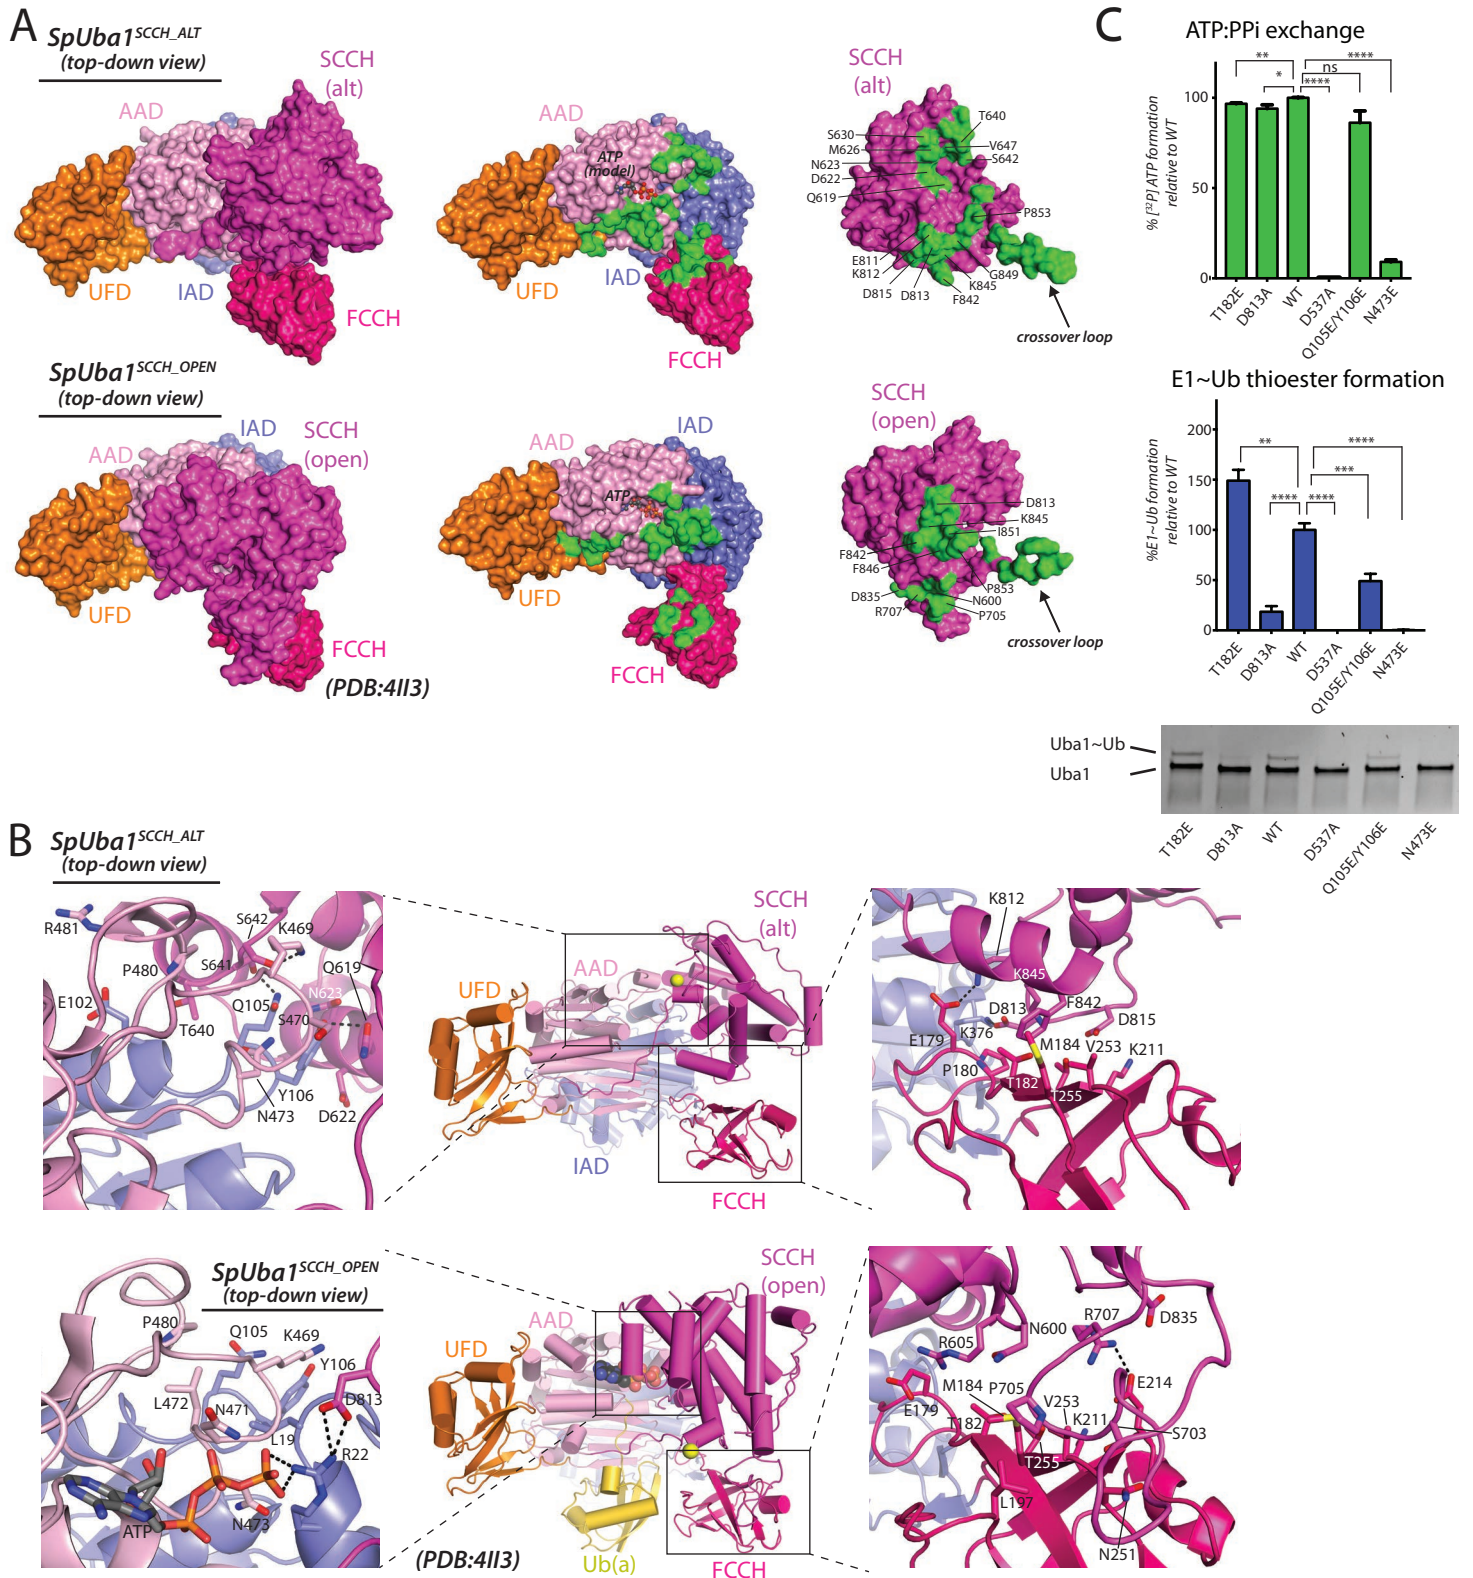 A
SpUba1SCCH_ALT
(top-down view)
SCCH
(alt)
AAD
UFD
IAD
FCCH
AAD
ATP
(model)
IAD
UFD
FCCH
T640
S630
M626
V647
N623
S642
D622
Q619
P853
E811
K812
G849
D815
K845
D813
F842
crossover loop
SpUba1SCCH_OPEN
(top-down view)
IAD
SCCH
(open)
AAD
UFD
FCCH
(PDB:4II3)
AAD
IAD
ATP
UFD
FCCH
SCCH
(open)
D813
K845
I851
F842
F846
P853
D835
N600
R707
P705
crossover loop
C
ATP:PPi exchange
** ****
ns
* ****
100
50
0
% [32P] ATP formation
relative to WT
T182E
D813A
WT
D537A
Q105E/Y106E
N473E
E1~Ub thioester formation
200
150
100
50
0
%E1~Ub formation
relative to WT
** ****
***
**** ****
T182E
D813A
WT
D537A
Q105E/Y106E
N473E
Uba1~Ub
Uba1
T182E
D813A
WT
D537A
Q105E/Y106E
N473E
B
SpUba1SCCH_ALT
(top-down view)
S642
K469
R481
P480
S641
Q619
Q105
N623
E102
S470
T640
Y106
N473
D622
SCCH
(alt)
AAD
UFD
IAD
FCCH
K812
K845
F842
D813
D815
K376
E179
M184
V253
K211
P180
T182
T255
SpUba1SCCH_OPEN
(top-down view)
P480
Q105
K469
Y106
D813
L472
N471
L19
R22
ATP
N473
SCCH
(open)
AAD
UFD
(PDB:4II3)
Ub(a)
FCCH
D835
R707
N600
R605
M184
P705
E214
V253
E179
T182
K211
S703
T255
L197
N251